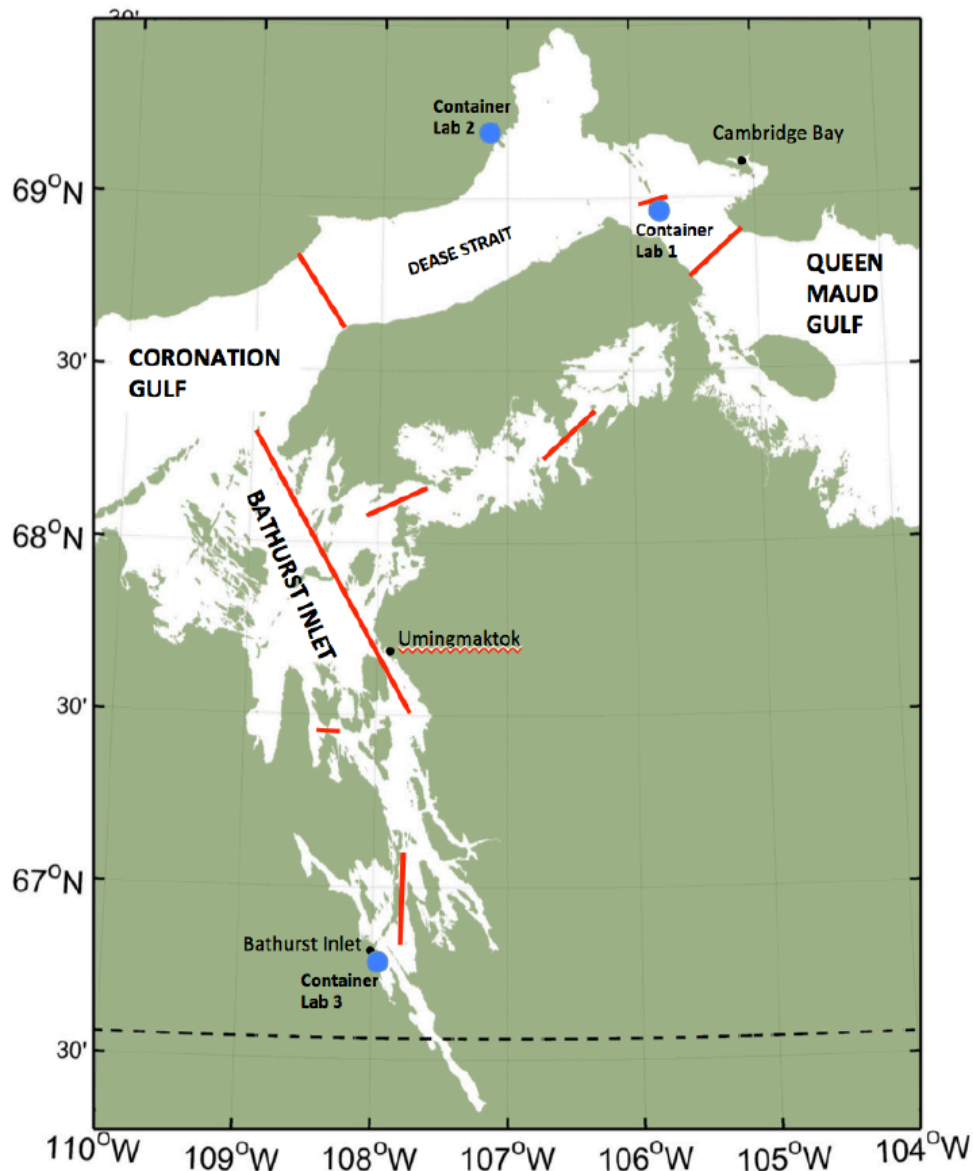 30'
Container
Lab 2
Cambridge Bay
69°N
DEASE STRAIT
Container
Lab 1
QUEEN
MAUD
GULF
30'
CORONATION
GULF
68°N
BATHURST INLET
Umingmaktok
30'
67°N
Bathurst Inlet
Container
Lab 3
30'
110°W 109°W 108°W 107°W 106°W 105°W 104°W